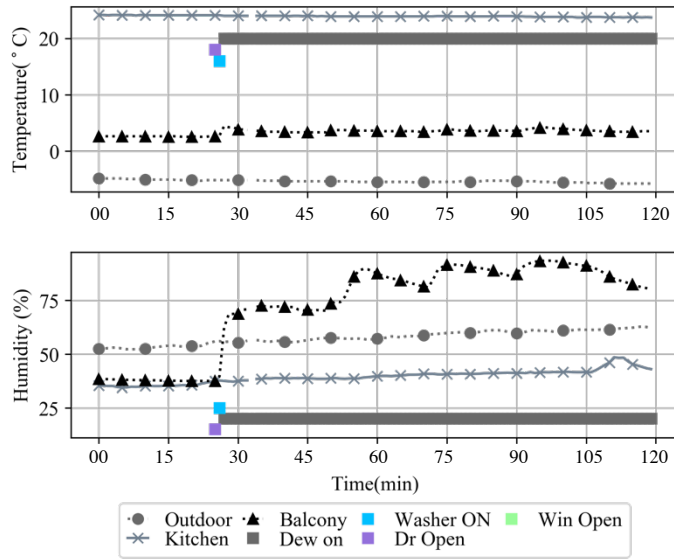 Temperature( ° C)
20
10
0
00 15 30 45 60 75 90 105 120
Humidity (%)
75
50
25
00 15 30 45 60 75 90 105 120
Time(min)
Outdoor Balcony Washer ON Win Open
Kitchen Dew on Dr Open